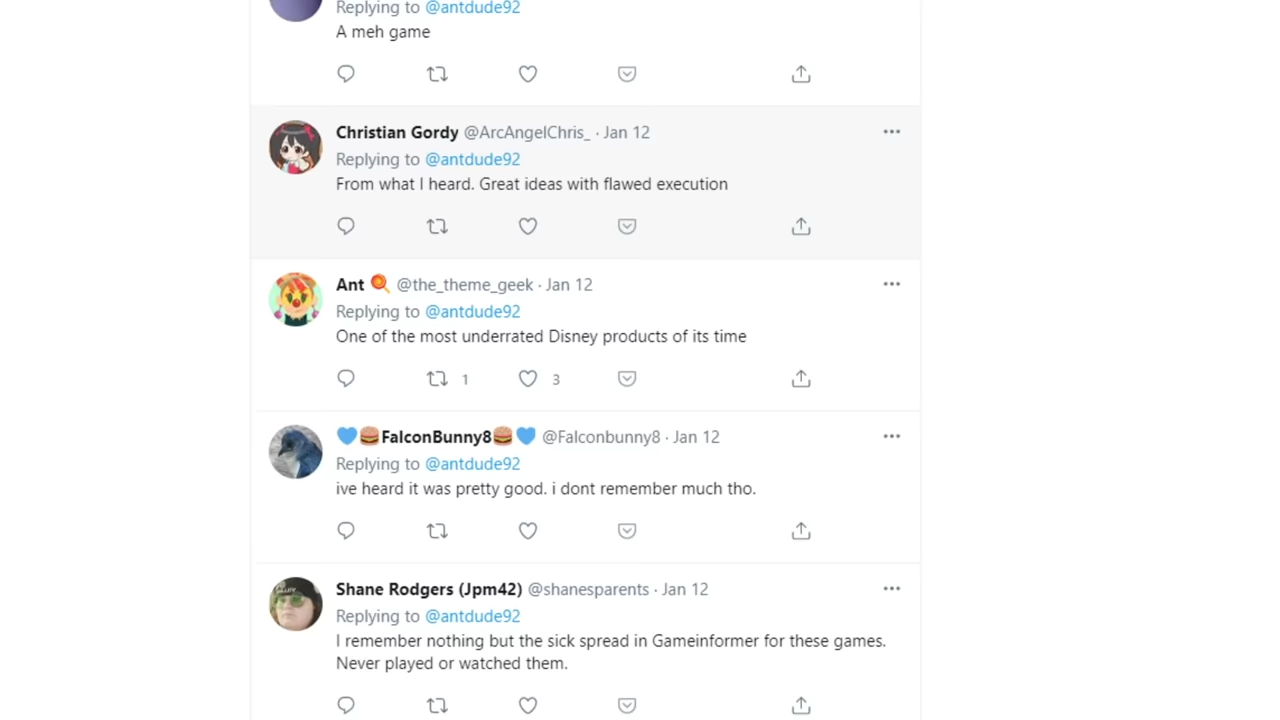 Replying to @antdude92
A meh game
Christian Gordy @ArcAngelChris_ · Jan 12
Replying to @antdude92
From what I heard. Great ideas with flawed execution
Ant 🍭 @the_theme_geek · Jan 12
Replying to @antdude92
One of the most underrated Disney products of its time
1 3
💙🍔FalconBunny8🍔💙 @Falconbunny8 · Jan 12
Replying to @antdude92
ive heard it was pretty good. i dont remember much tho.
Shane Rodgers (Jpm42) @shanesparents · Jan 12
Replying to @antdude92
I remember nothing but the sick spread in Gameinformer for these games.
Never played or watched them.